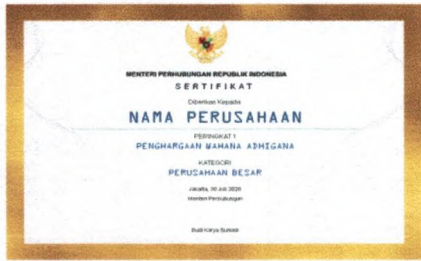 MENTERI PERHUBUNGAN REPUBLIK INDONESIA
SERTIFIKAT
Diberikan Kepada
NAMA PERUSAHAAN
PERINGKAT 1
PENGHARGAAN WAHANA ADHIGANA
KATEGORI
PERUSAHAAN BESAR
Jakarta, 30 Juli 2020
Menteri Perhubungan
Budi Karya Sumadi